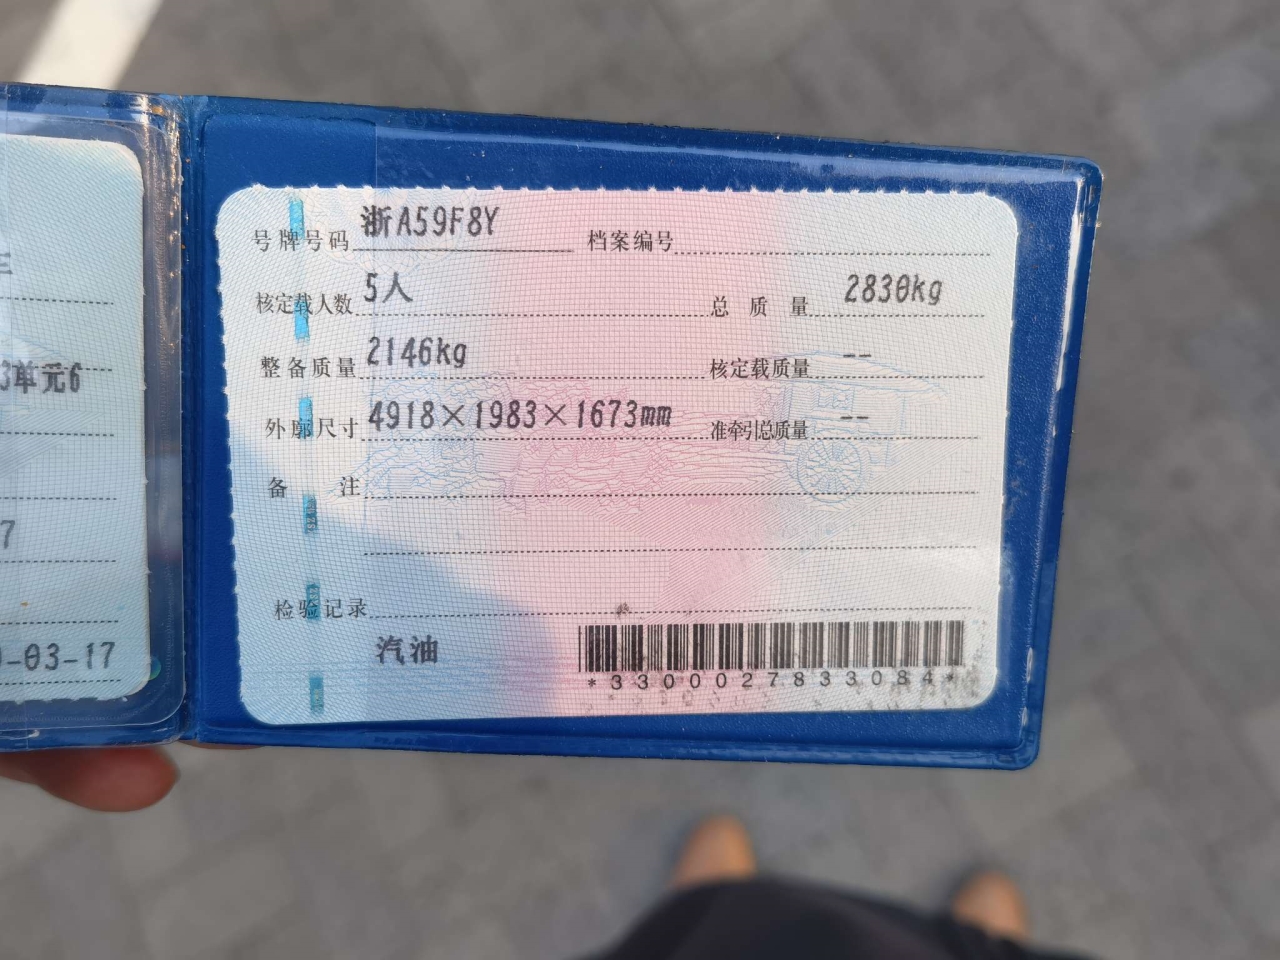 3单元6
7
-03-17
号牌号码 浙A59F8Y 档案编号
核定载人数 5人 总质量 2830kg
整备质量 2146kg 核定载质量 --
外廓尺寸 4918×1983×1673mm 准牵引总质量 --
备注
检验记录
汽油
*3300027833084*